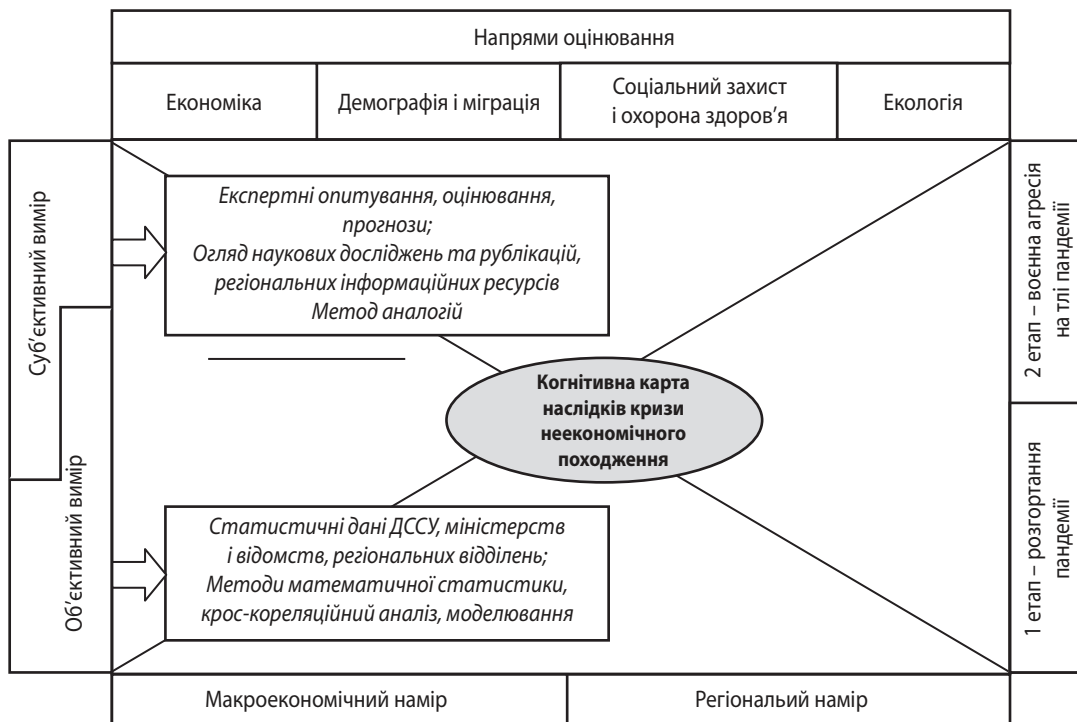 Напрями оцінювання
Економіка
Демографія і міграція
Соціальний захист
і охорона здоров’я
Екологія
Суб’єктивний вимір
Експертні опитування, оцінювання,
прогнози;
Огляд наукових досліджень та рублікацій,
регіональних інформаційних ресурсів
Метод аналогій
2 етап – воєнна агресія
на тлі пандемії
Когнітивна карта
наслідків кризи
неекономічного
походження
Об’єктивний вимір
Статистичні дані ДССУ, міністерств
і відомств, регіональних відділень;
Методи математичної статистики,
крос-кореляційний аналіз, моделювання
1 етап – розгортання
пандемії
Макроекономічний намір
Регіональий намір